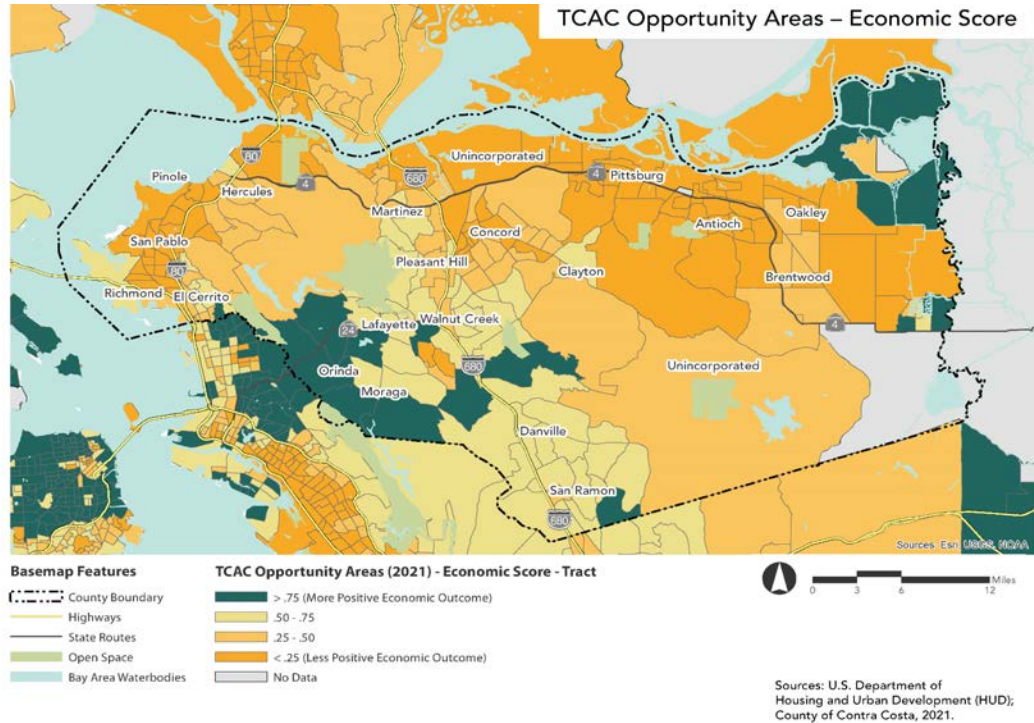 TCAC Opportunity Areas – Economic Score
80
Unincorporated
Pinole
680
4
Pittsburg
Hercules
4
Martinez
Antioch
Oakley
San Pablo
Concord
80
Pleasant Hill
Clayton
Brentwood
Richmond
El Cerrito
24
Lafayette
Walnut Creek
4
Orinda
680
Unincorporated
Moraga
Danville
San Ramon
680
Sources: Esri, USGS, NOAA
Basemap Features
County Boundary
Highways
State Routes
Open Space
Bay Area Waterbodies
TCAC Opportunity Areas (2021) - Economic Score - Tract
> .75 (More Positive Economic Outcome)
.50 - .75
.25 - .50
< .25 (Less Positive Economic Outcome)
No Data
Miles
0 3 6 12
Sources: U.S. Department of
Housing and Urban Development (HUD);
County of Contra Costa, 2021.